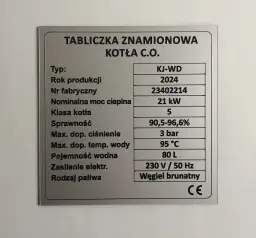 TABLICZKA ZNAMIONOWA
KOTŁA C.O.
Typ: KJ-WD
Rok produkcji 2024
Nr fabryczny 23402214
Nominalna moc cieplna 21 kW
Klasa kotła 5
Sprawność 90,5-96,6%
Max. dop. ciśnienie 3 bar
Max. dop. temp. wody 95 °C
Pojemność wodna 80 L
Zasilenie elektr. 230 V / 50 Hz
Rodzaj paliwa Węgiel brunatny
CE